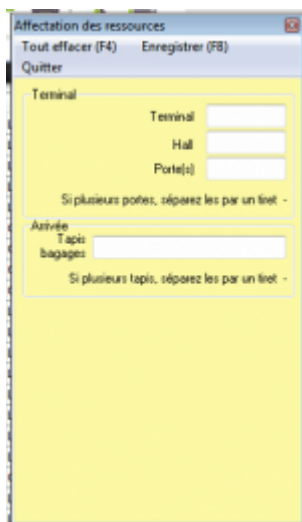 Affectation des ressources
Tout effacer (F4) Enregistrer (F8)
Quitter
Terminal
Terminal
Hall
Porte(s)
Si plusieurs portes, séparez les par un tiret -
Arrivée
Tapis
bagages
Si plusieurs tapis, séparez les par un tiret -